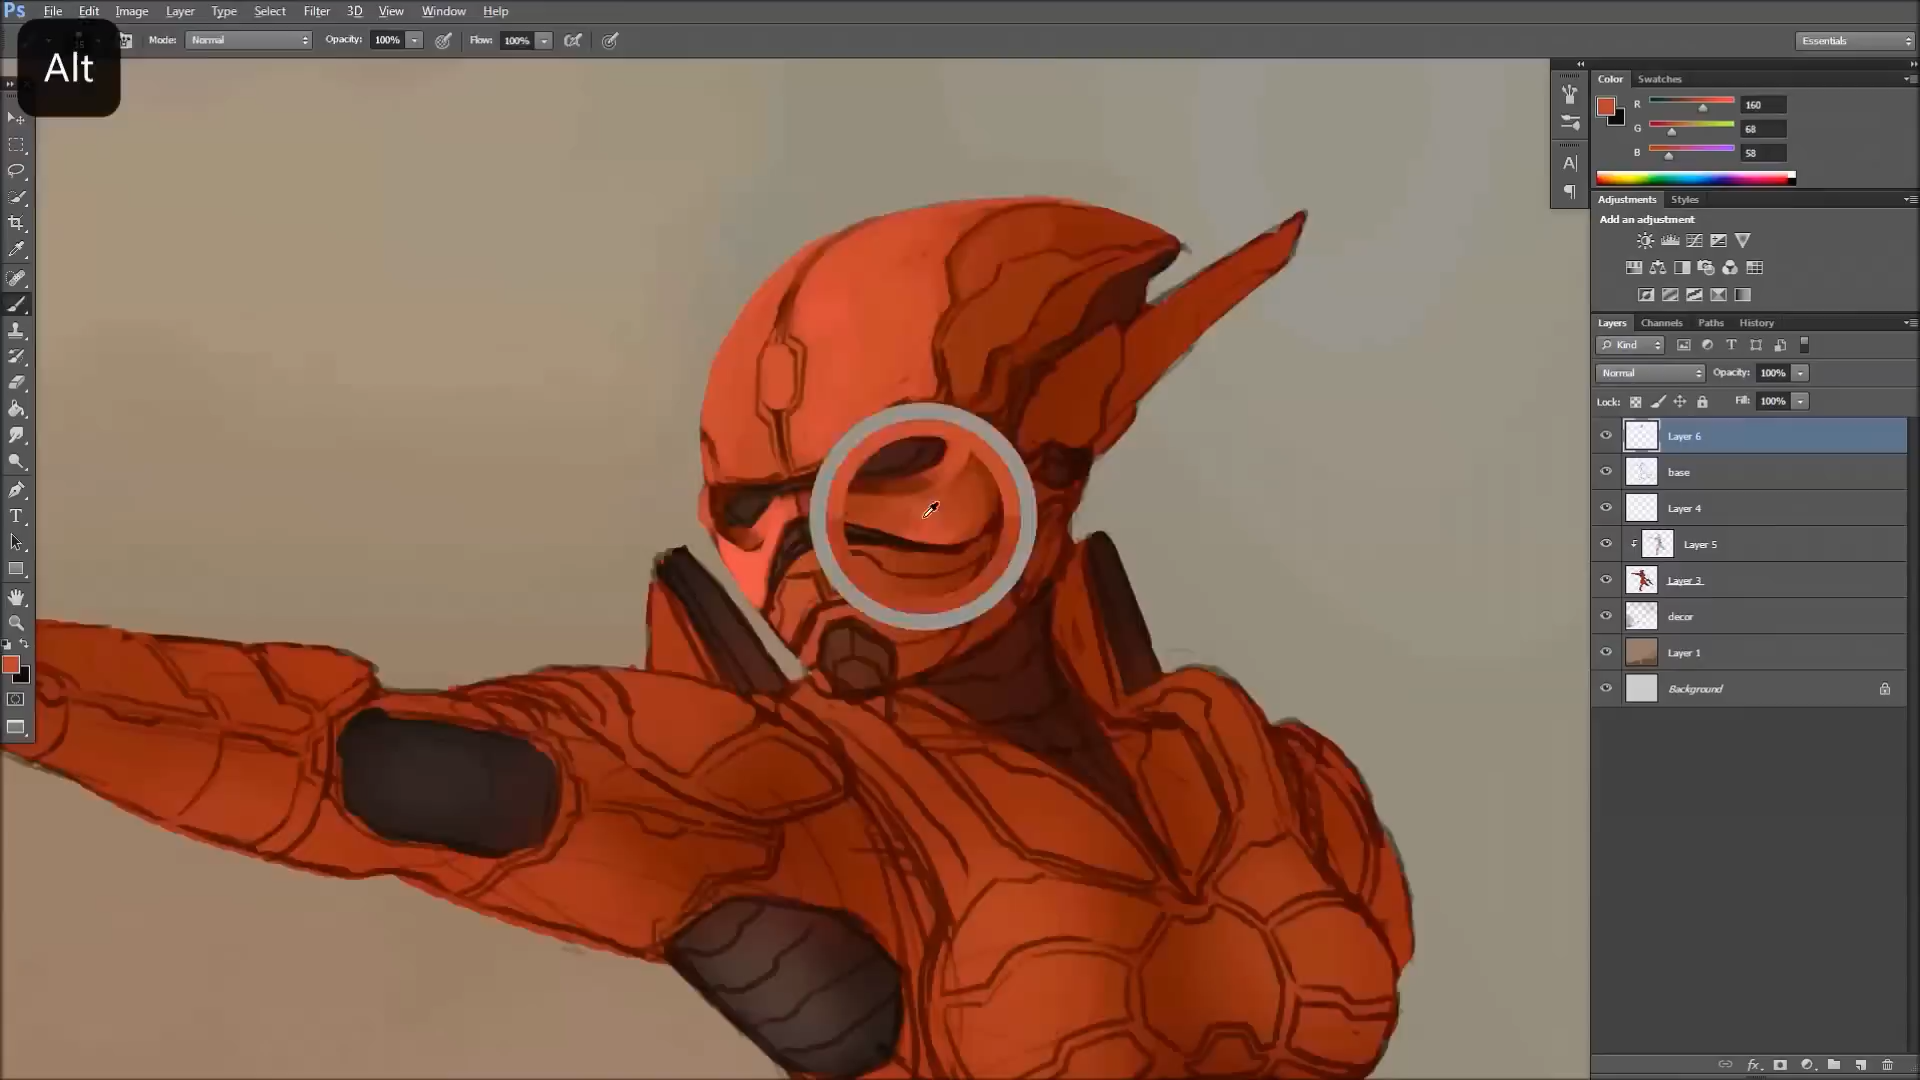 Ps File Edit Image Layer Type Select Filter 3D View Window Help
Alt
Mode: Normal Opacity: 100% Flow: 100% Essentials
Color Swatches
R 160
G 68
B 58
Adjustments Styles
Add an adjustment
Layers Channels Paths History
Kind
Normal Opacity: 100%
Lock: Fill: 100%
Layer 6
base
Layer 4
Layer 5
Layer 3
decor
Layer 1
Background